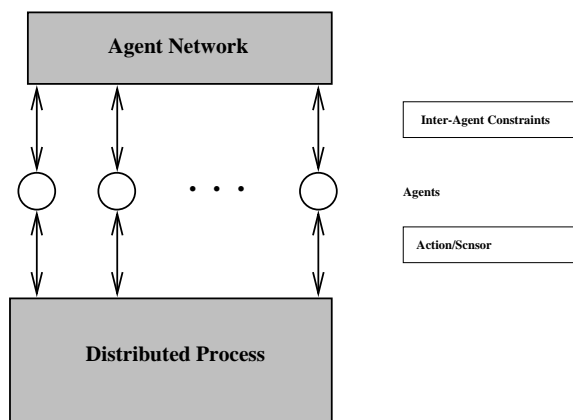 Agent Network
Inter-Agent Constraints
. . .
Agents
Action/Sensor
Distributed Process